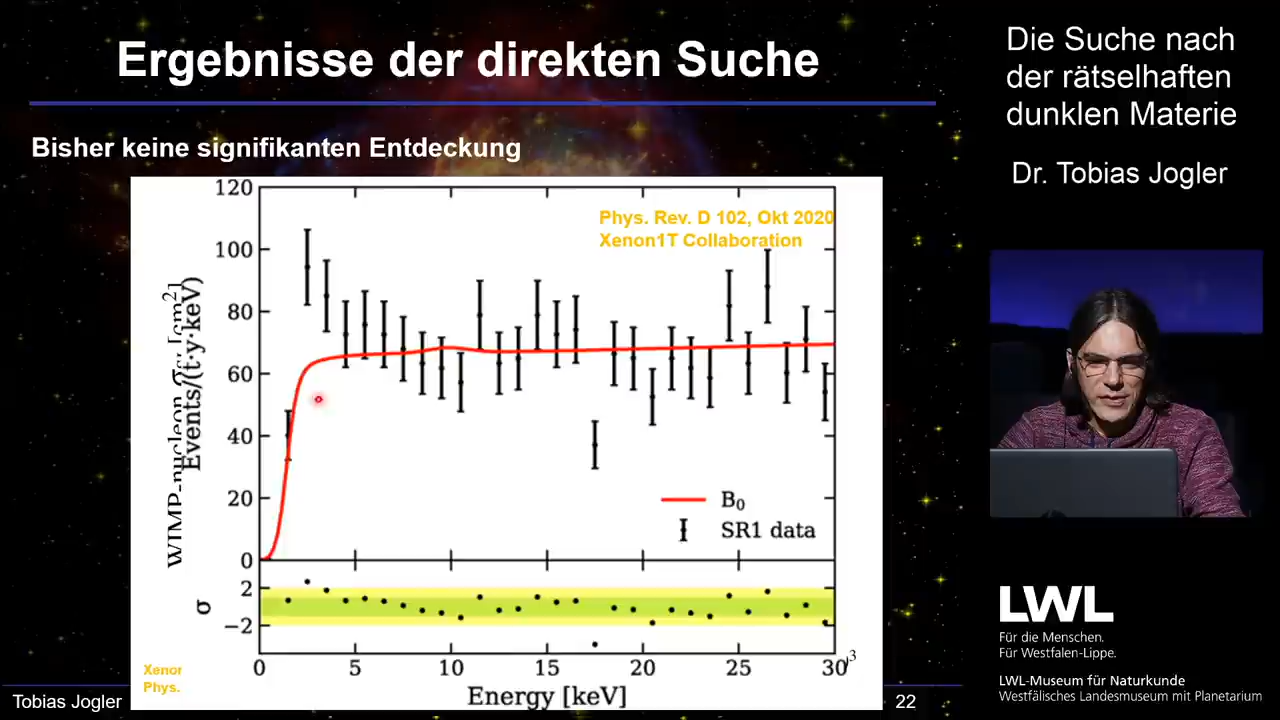 Ergebnisse der direkten Suche
Bisher keine signifikanten Entdeckung
Die Suche nach
der rätselhaften
dunklen Materie
Dr. Tobias Jogler
Phys. Rev. D 102, Okt 2020
Xenon1T Collaboration
120
100
80
60
40
20
0
Events/(t·y·keV)
B₀
SR1 data
2
−2
σ
0 5 10 15 20 25 30
Energy [keV]
Xenor
Phys.
Tobias Jogler
22
LWL
Für die Menschen.
Für Westfalen-Lippe.
LWL-Museum für Naturkunde
Westfälisches Landesmuseum mit Planetarium